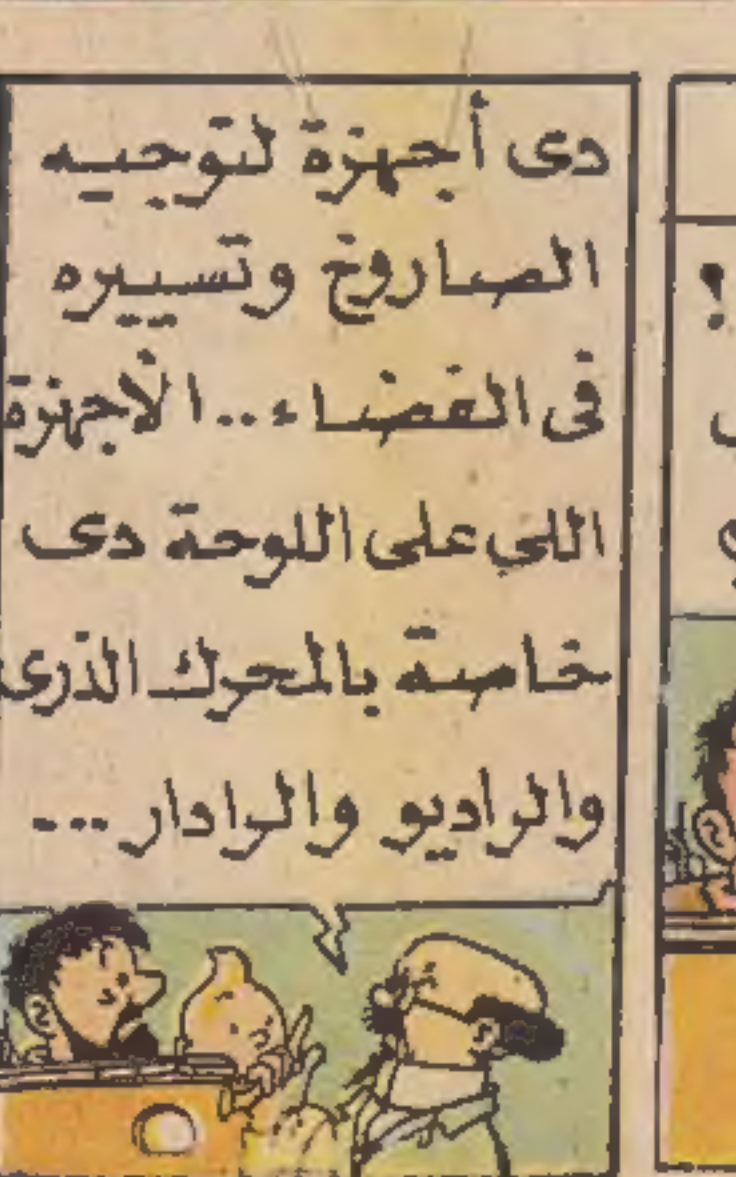 دى أجهزة لتوجيه
الصاروخ وتسييره
فى الفضاء .. الأجهزة
اللي على اللوحة دى
خاصة بالمحرك الذرى
والراديو والرادار ...